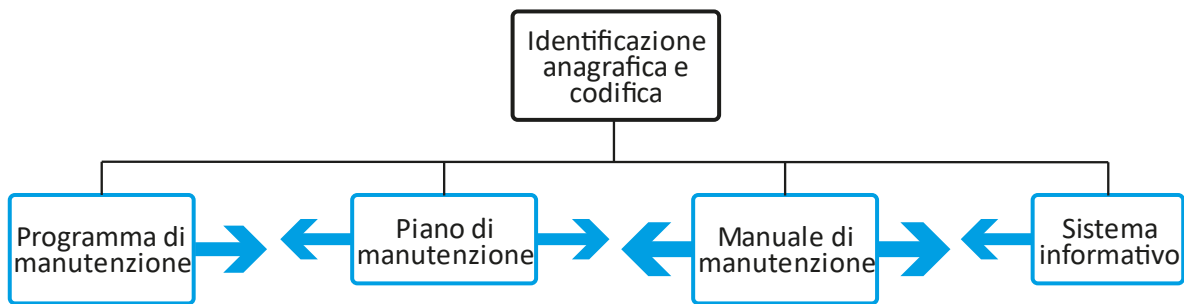 Identificazione
anagrafica e
codifica
Programma di
manutenzione
Piano di
manutenzione
Manuale di
manutenzione
Sistema
informativo